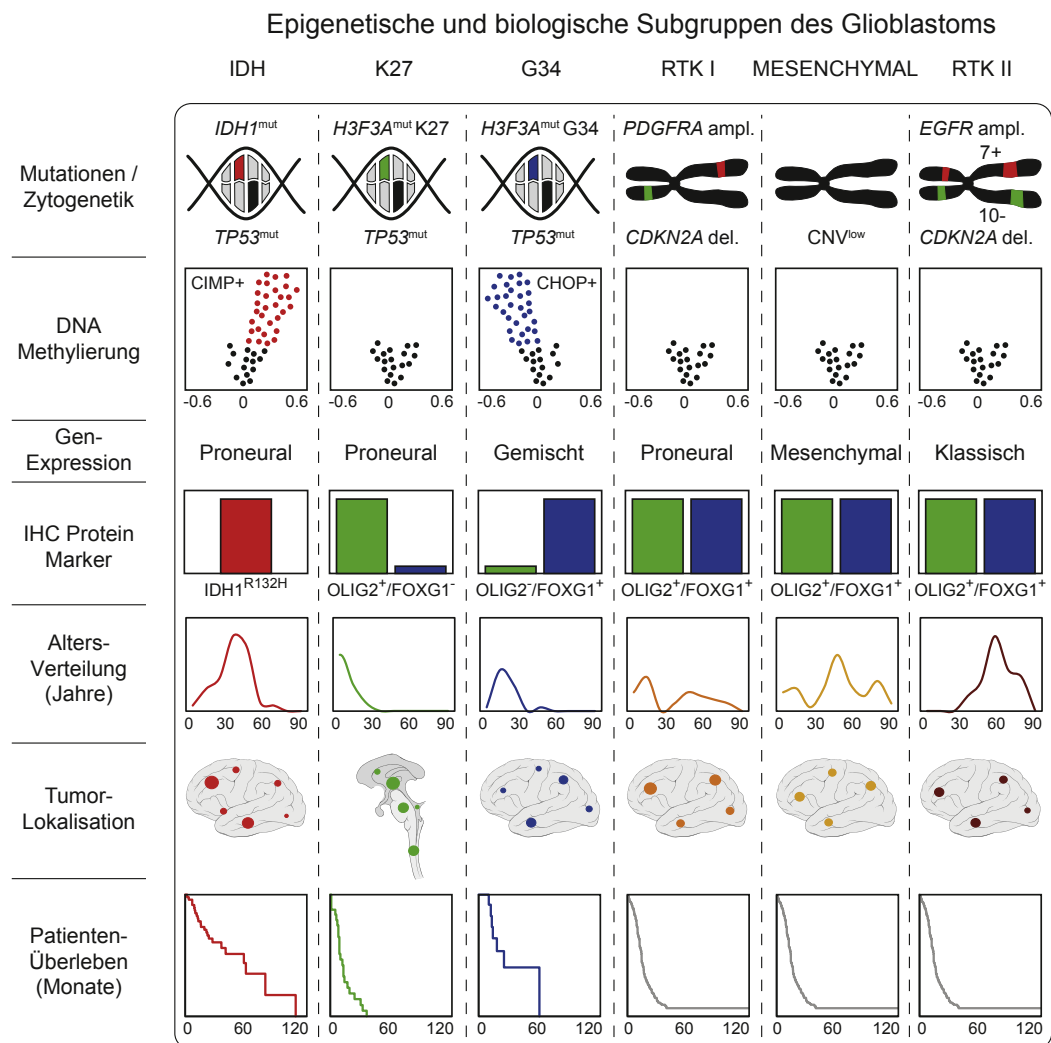 Epigenetische und biologische Subgruppen des Glioblastoms
IDH K27 G34 RTK I MESENCHYMAL RTK II
Mutationen /
Zytogenetik
IDH1mut H3F3Amut K27 H3F3Amut G34 PDGFRA ampl. EGFR ampl.
7+
10-
TP53mut TP53mut TP53mut CDKN2A del. CNVlow CDKN2A del.
DNA
Methylierung
CIMP+ CHOP+
-0.6 0 0.6 -0.6 0 0.6 -0.6 0 0.6 -0.6 0 0.6 -0.6 0 0.6 -0.6 0 0.6
Gen-
Expression
Proneural Proneural Gemischt Proneural Mesenchymal Klassisch
IHC Protein
Marker
IDH1R132H OLIG2+/FOXG1- OLIG2-/FOXG1+ OLIG2+/FOXG1+ OLIG2+/FOXG1+ OLIG2+/FOXG1+
Alters-
Verteilung
(Jahre)
0 30 60 90 0 30 60 90 0 30 60 90 0 30 60 90 0 30 60 90 0 30 60 90
Tumor-
Lokalisation
Patienten-
Überleben
(Monate)
0 60 120 0 60 120 0 60 120 0 60 120 0 60 120 0 60 120